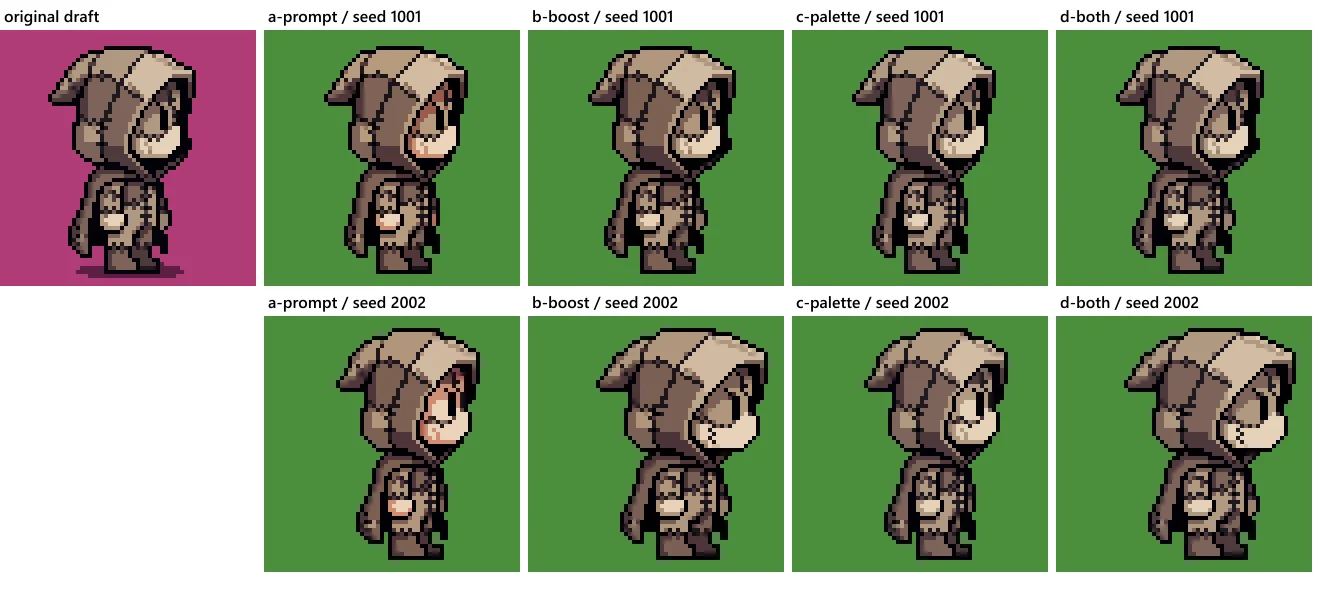 original draft
a-prompt / seed 1001
b-boost / seed 1001
c-palette / seed 1001
d-both / seed 1001
a-prompt / seed 2002
b-boost / seed 2002
c-palette / seed 2002
d-both / seed 2002